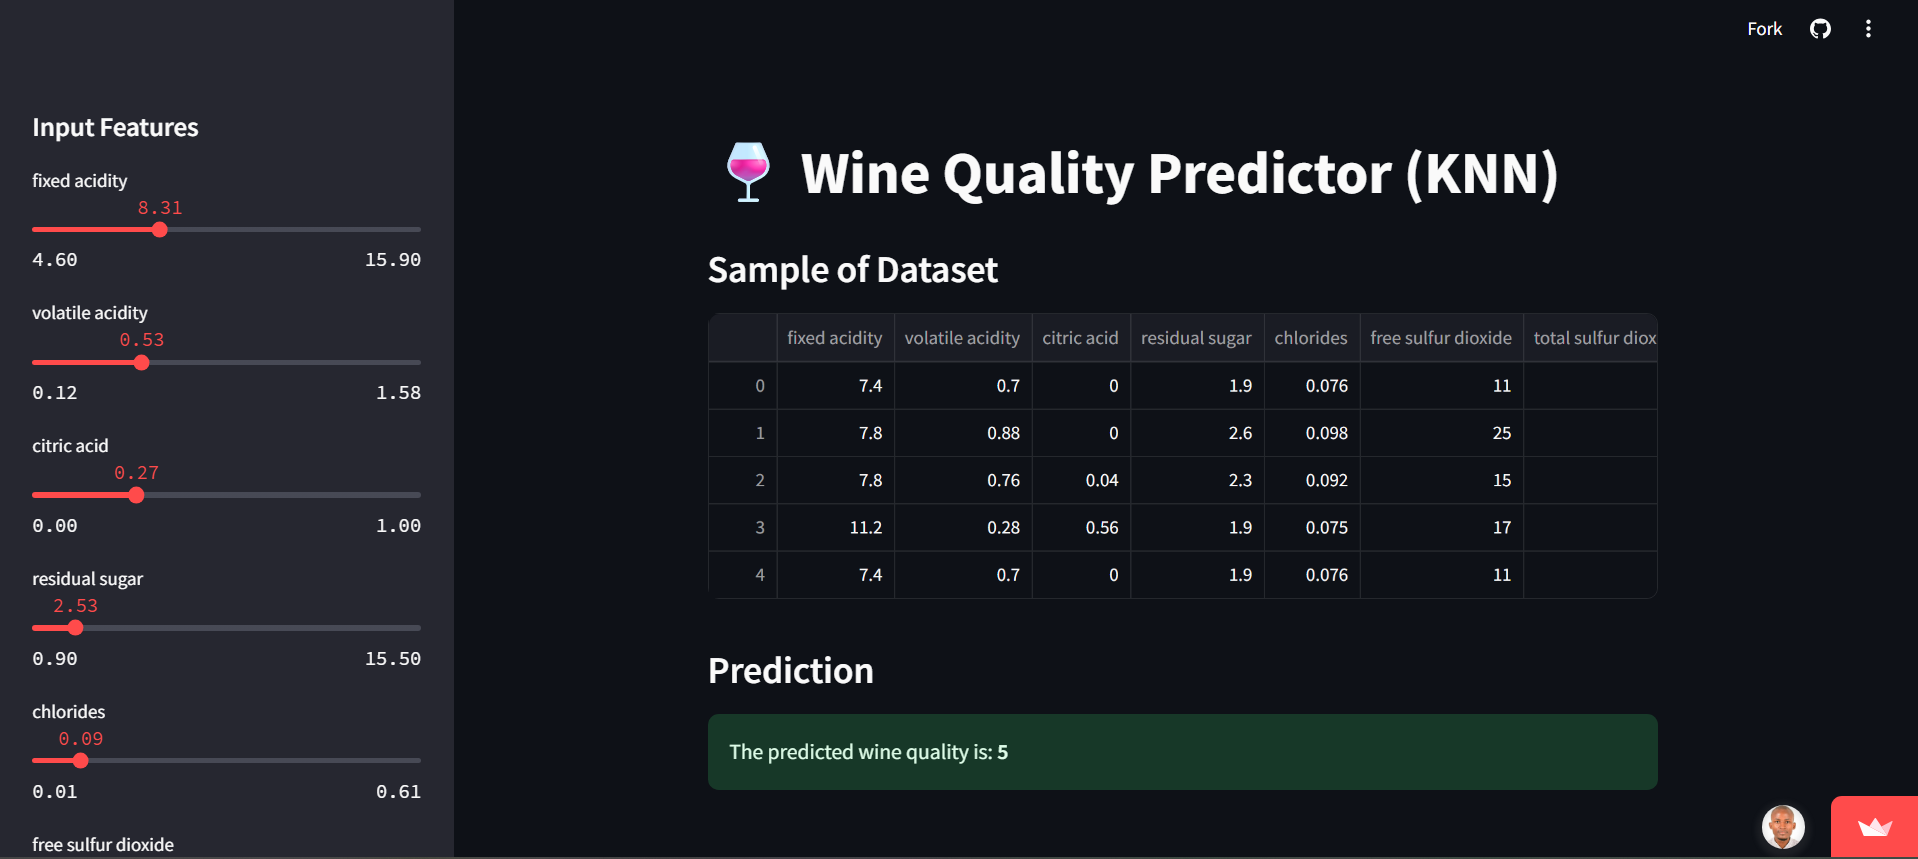 Fork
Input Features
fixed acidity
8.31
4.60 15.90
volatile acidity
0.53
0.12 1.58
citric acid
0.27
0.00 1.00
residual sugar
2.53
0.90 15.50
chlorides
0.09
0.01 0.61
free sulfur dioxide
Wine Quality Predictor (KNN)
Sample of Dataset
fixed acidity volatile acidity citric acid residual sugar chlorides free sulfur dioxide total sulfur diox
0 7.4 0.7 0 1.9 0.076 11
1 7.8 0.88 0 2.6 0.098 25
2 7.8 0.76 0.04 2.3 0.092 15
3 11.2 0.28 0.56 1.9 0.075 17
4 7.4 0.7 0 1.9 0.076 11
Prediction
The predicted wine quality is: 5